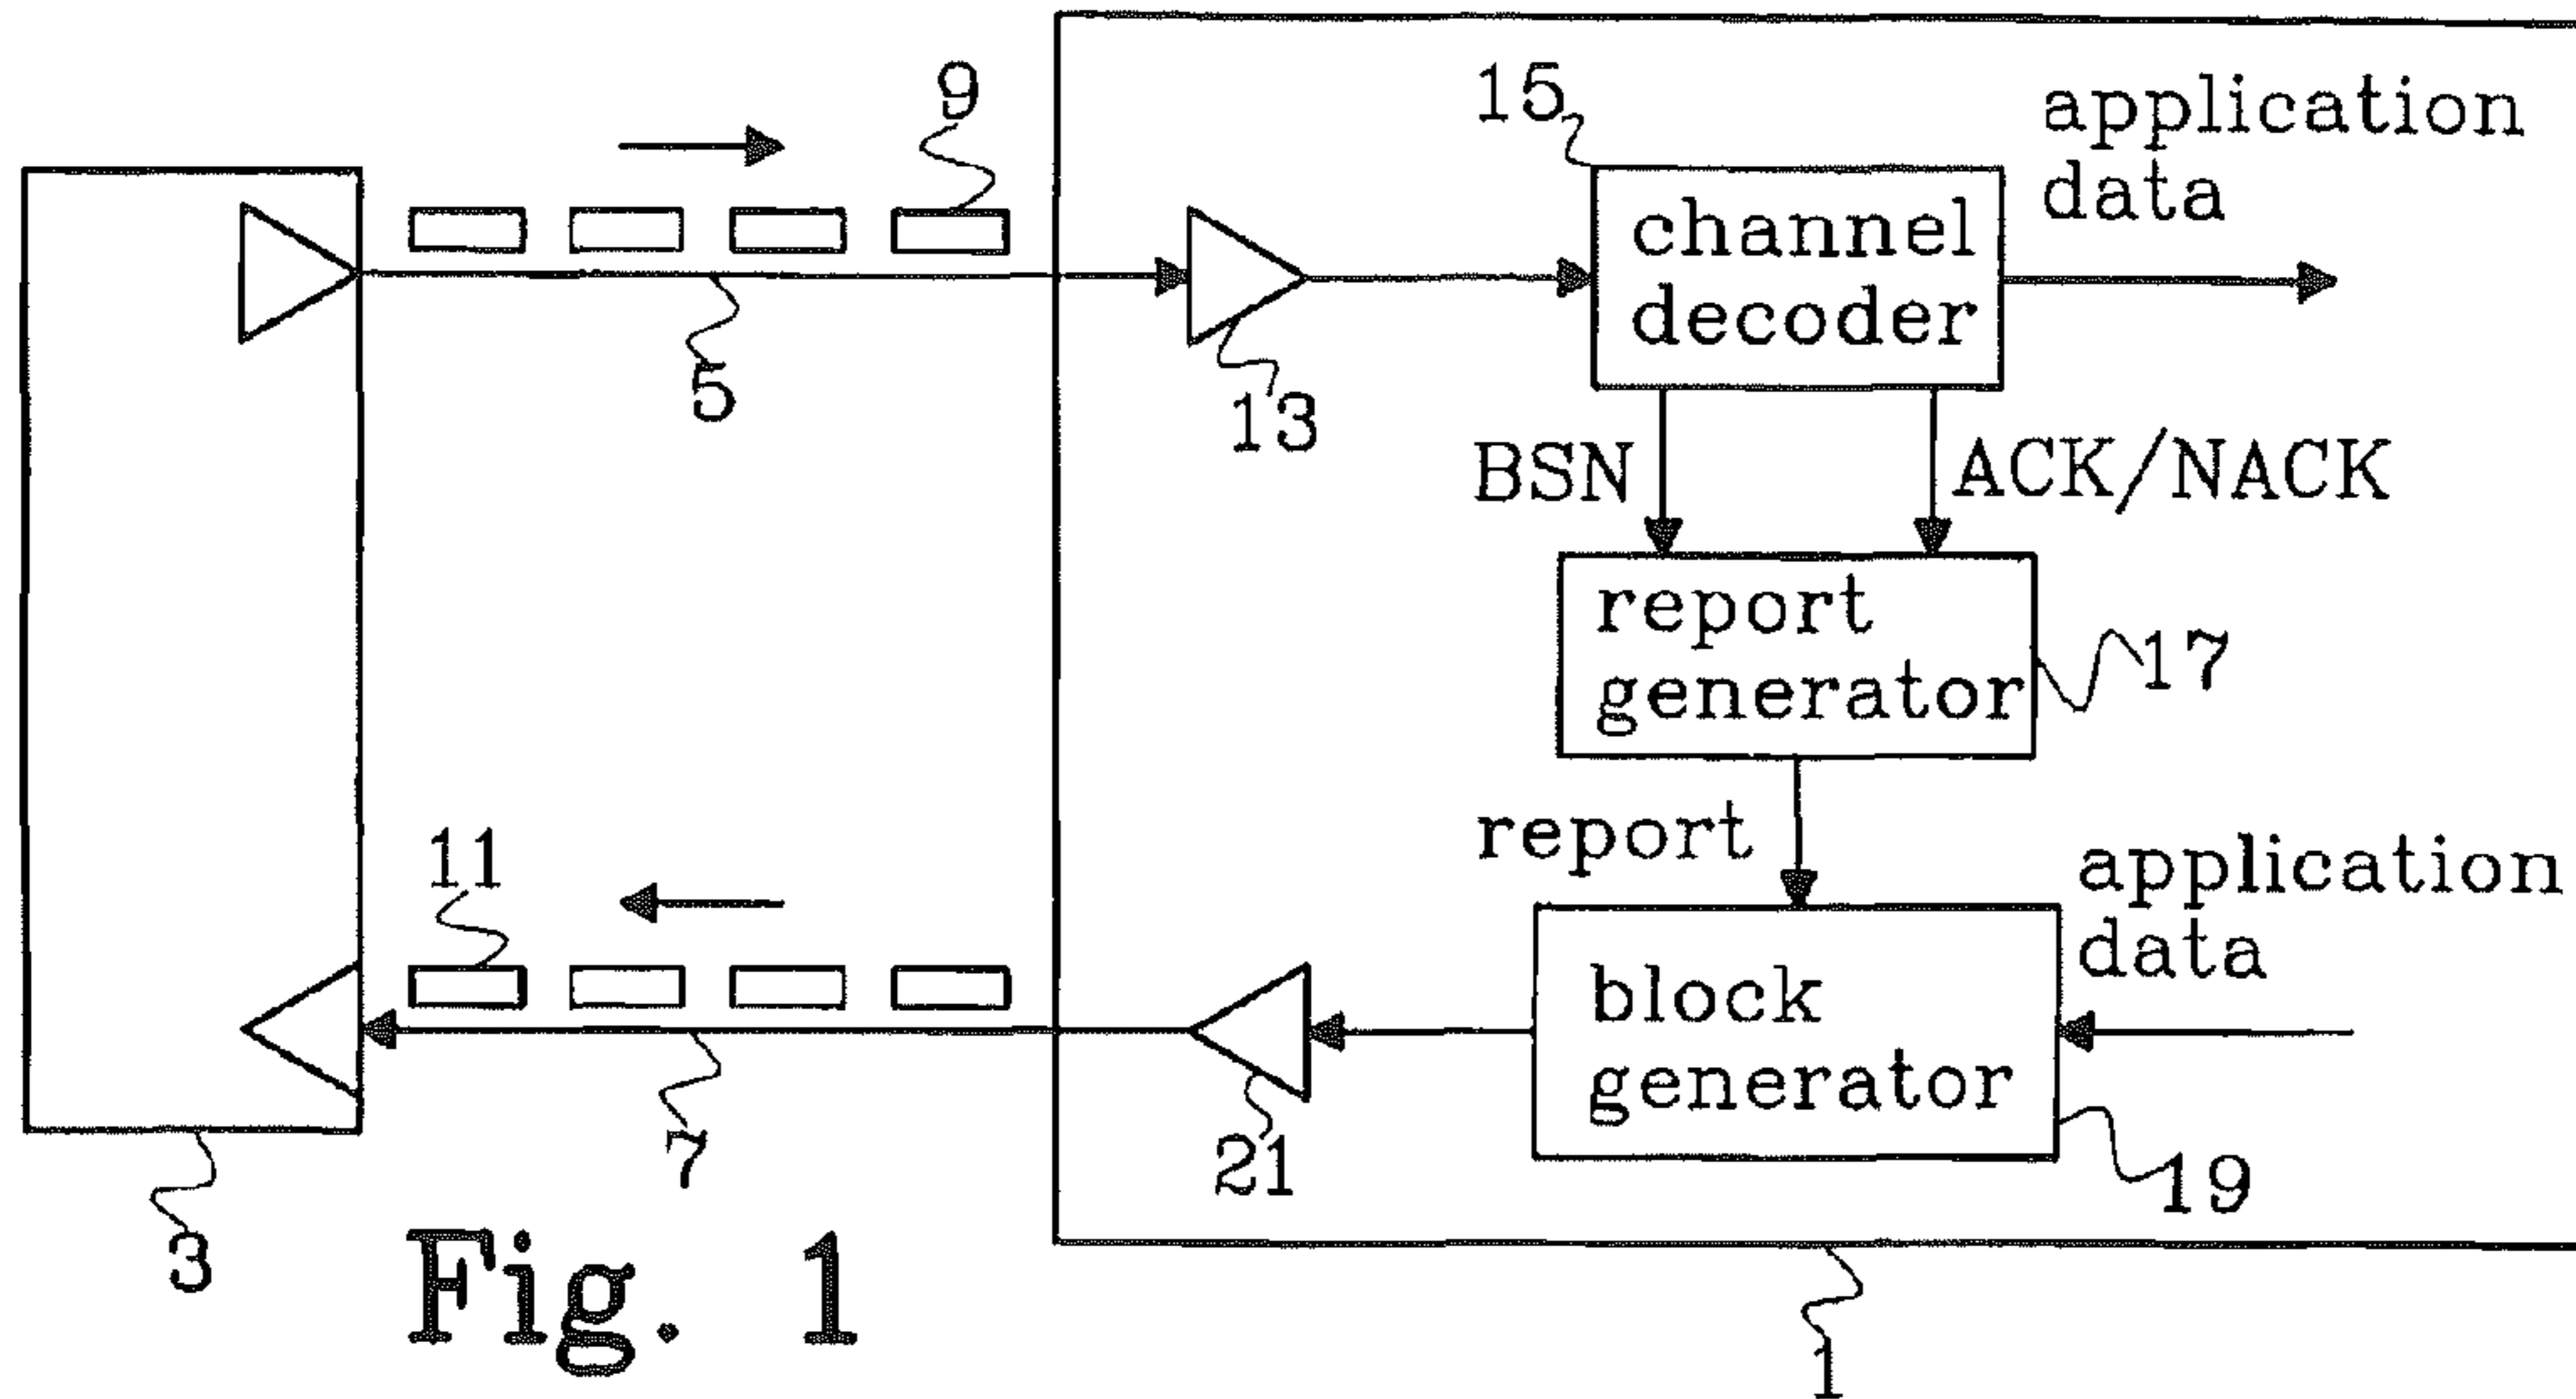 9
15
application
data
channel
decoder
5
13
BSN
ACK/NACK
report
generator
17
report
11
application
data
block
generator
7
21
19
3
Fig. 1
1